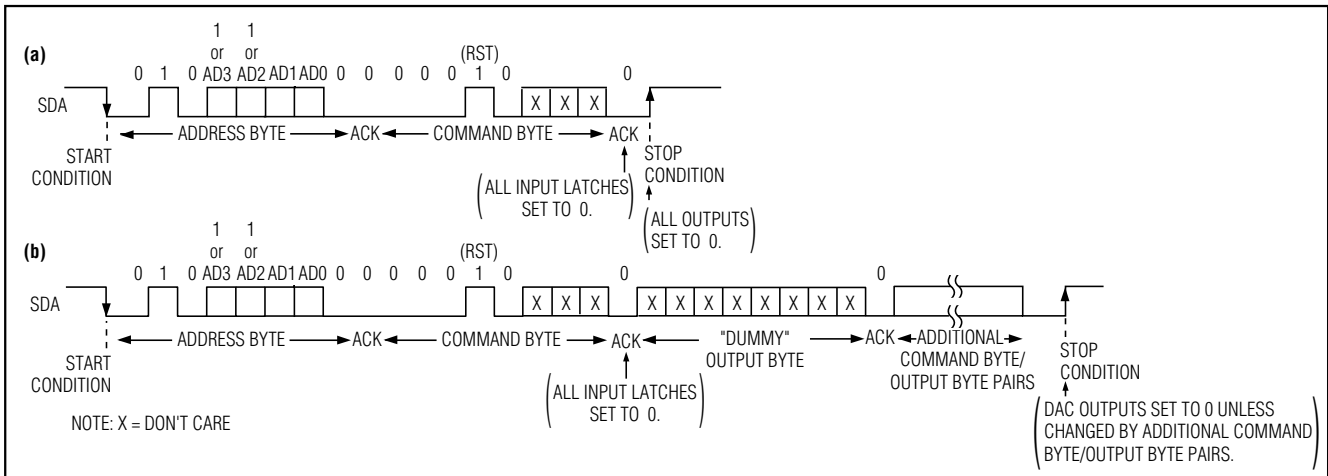 (a)
1 1
or or
0 1 0 AD3 AD2 AD1 AD0 0 0 0 0 0 (RST) 1 0 0
SDA
X X X
ADDRESS BYTE ACK COMMAND BYTE ACK
START CONDITION
STOP CONDITION
(ALL INPUT LATCHES SET TO 0.)
(ALL OUTPUTS SET TO 0.)
(b)
1 1
or or
0 1 0 AD3 AD2 AD1 AD0 0 0 0 0 0 (RST) 1 0 0 0
SDA
X X X X X X X X X X X
ADDRESS BYTE ACK COMMAND BYTE ACK "DUMMY" OUTPUT BYTE ACK ADDITIONAL COMMAND BYTE/ OUTPUT BYTE PAIRS
START CONDITION
STOP CONDITION
(ALL INPUT LATCHES SET TO 0.)
(DAC OUTPUTS SET TO 0 UNLESS CHANGED BY ADDITIONAL COMMAND BYTE/OUTPUT BYTE PAIRS.)
NOTE: X = DON'T CARE